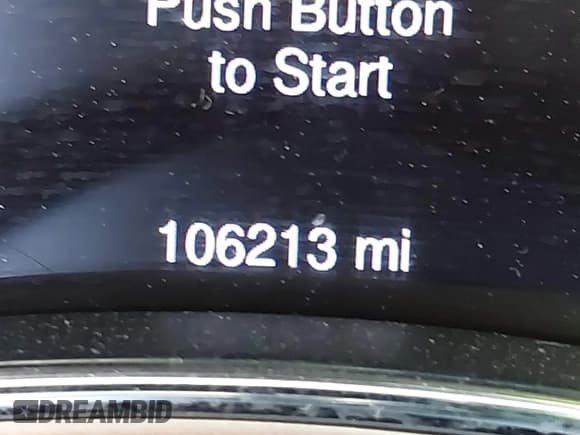 Push Button
to Start
106213 mi
DREAMBID